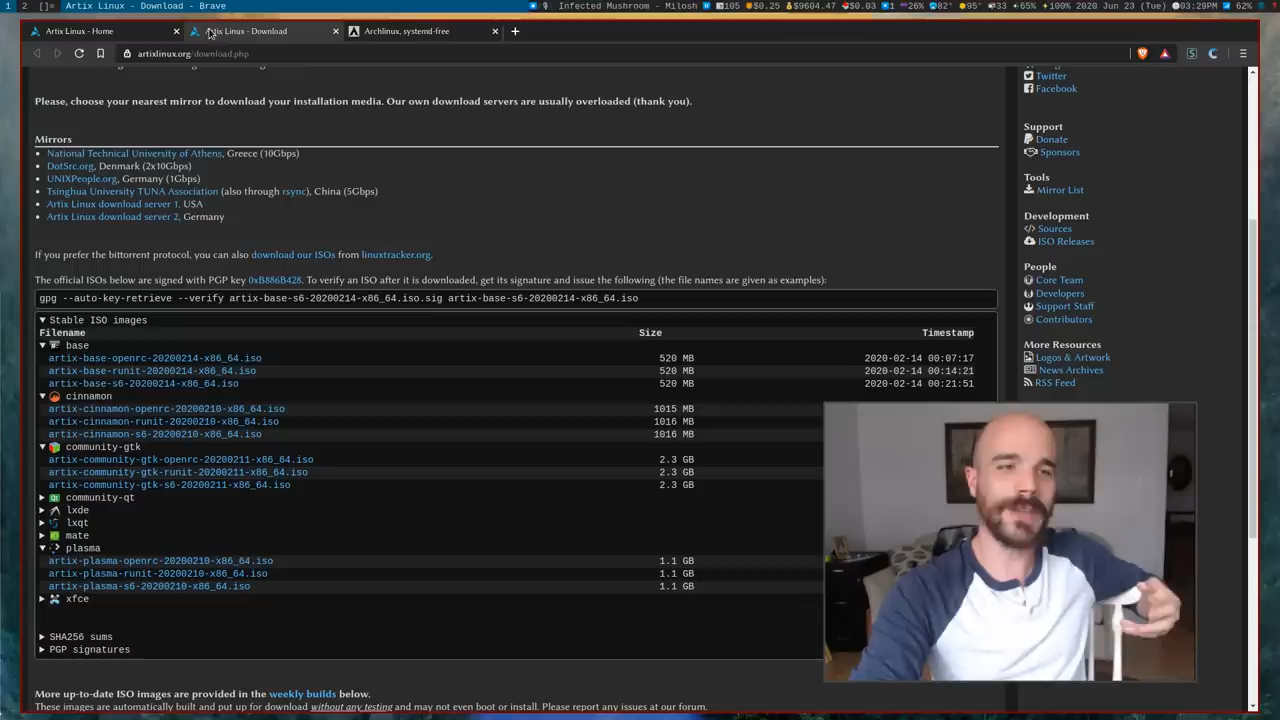 1 2 []= Artix Linux - Download - Brave Infected Mushroom - Milosh 105 $0.25 $9604.47 $0.03 1 26% 82° 95° 33 65% 100% 2020 Jun 23 (Tue) 03:29PM 62%
Artix Linux - Home Artix Linux - Download Archlinux, systemd-free
artixlinux.org/download.php
Please, choose your nearest mirror to download your installation media. Our own download servers are usually overloaded (thank you).
Mirrors
National Technical University of Athens, Greece (10Gbps)
DotSrc.org, Denmark (2x10Gbps)
UNIXPeople.org, Germany (1Gbps)
Tsinghua University TUNA Association (also through rsync), China (5Gbps)
Artix Linux download server 1, USA
Artix Linux download server 2, Germany
If you prefer the bittorrent protocol, you can also download our ISOs from linuxtracker.org.
The official ISOs below are signed with PGP key 0xB886B428. To verify an ISO after it is downloaded, get its signature and issue the following (the file names are given as examples):
gpg --auto-key-retrieve --verify artix-base-s6-20200214-x86_64.iso.sig artix-base-s6-20200214-x86_64.iso
Stable ISO images
Filename Size Timestamp
base
artix-base-openrc-20200214-x86_64.iso 520 MB 2020-02-14 00:07:17
artix-base-runit-20200214-x86_64.iso 520 MB 2020-02-14 00:14:21
artix-base-s6-20200214-x86_64.iso 520 MB 2020-02-14 00:21:51
cinnamon
artix-cinnamon-openrc-20200210-x86_64.iso 1015 MB
artix-cinnamon-runit-20200210-x86_64.iso 1016 MB
artix-cinnamon-s6-20200210-x86_64.iso 1016 MB
community-gtk
artix-community-gtk-openrc-20200211-x86_64.iso 2.3 GB
artix-community-gtk-runit-20200211-x86_64.iso 2.3 GB
artix-community-gtk-s6-20200211-x86_64.iso 2.3 GB
community-qt
lxde
lxqt
mate
plasma
artix-plasma-openrc-20200210-x86_64.iso 1.1 GB
artix-plasma-runit-20200210-x86_64.iso 1.1 GB
artix-plasma-s6-20200210-x86_64.iso 1.1 GB
xfce
SHA256 sums
PGP signatures
More up-to-date ISO images are provided in the weekly builds below.
These images are automatically built and put up for download without any testing and may not even boot or install. Please report any issues at our forum.
Twitter
Facebook
Support
Donate
Sponsors
Tools
Mirror List
Development
Sources
ISO Releases
People
Core Team
Developers
Support Staff
Contributors
More Resources
Logos & Artwork
News Archives
RSS Feed